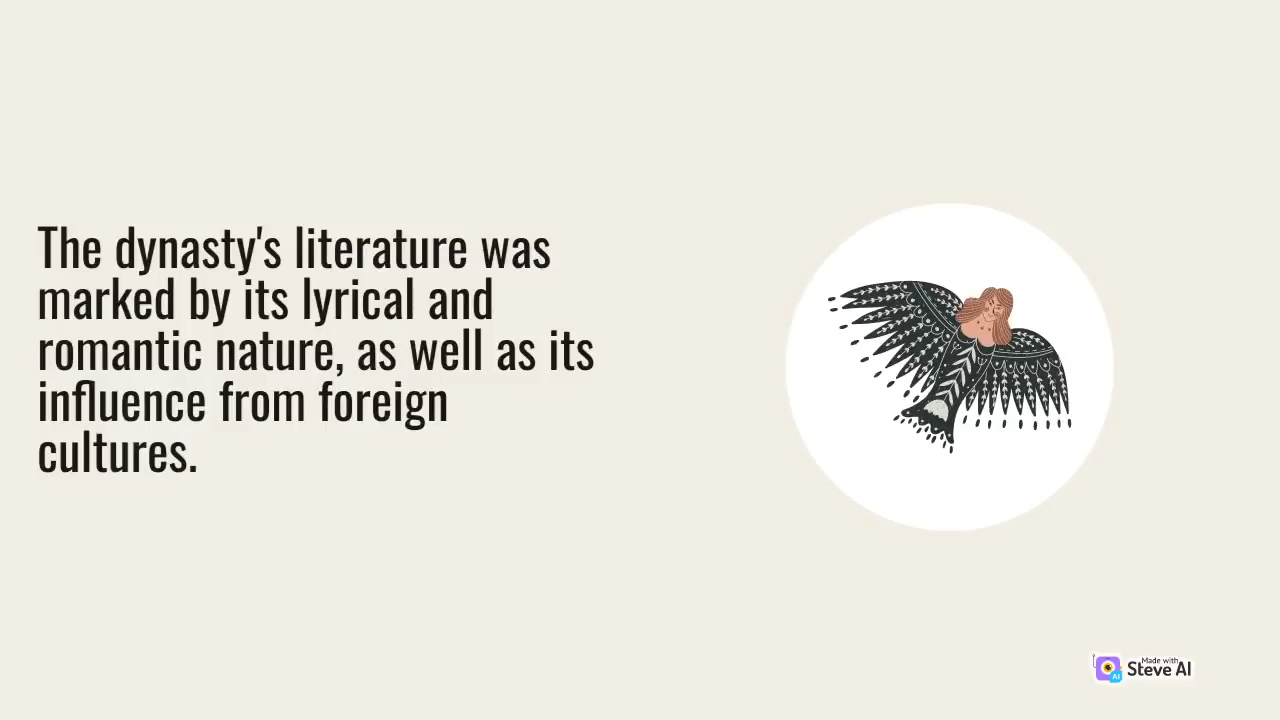 The dynasty's literature was
marked by its lyrical and
romantic nature, as well as its
influence from foreign
cultures.
Made with
Steve AI
AI